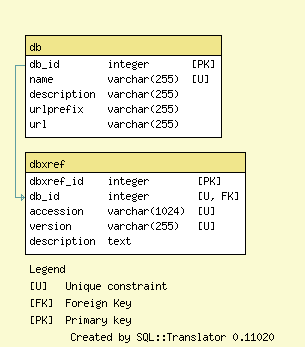 db
db_id integer [PK]
name varchar(255) [U]
description varchar(255)
urlprefix varchar(255)
url varchar(255)
dbxref
dbxref_id integer [PK]
db_id integer [U, FK]
accession varchar(1024) [U]
version varchar(255) [U]
description text
Legend
[U] Unique constraint
[FK] Foreign Key
[PK] Primary key
Created by SQL::Translator 0.11020